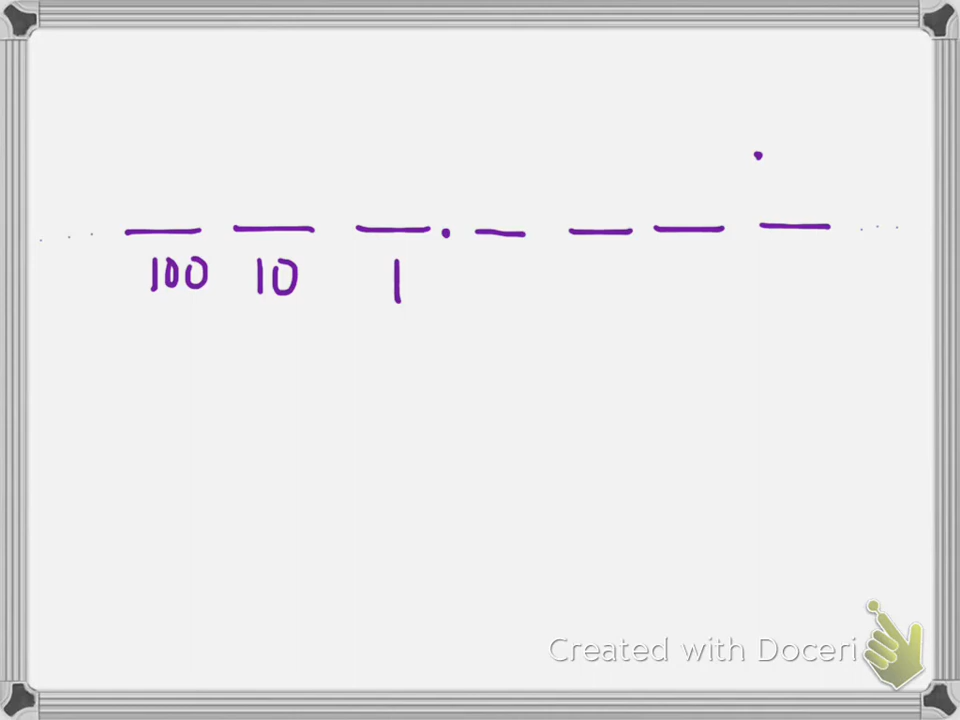 ... _ _ _ . _ _ _ _ ...
100 10 1
Created with Doceri